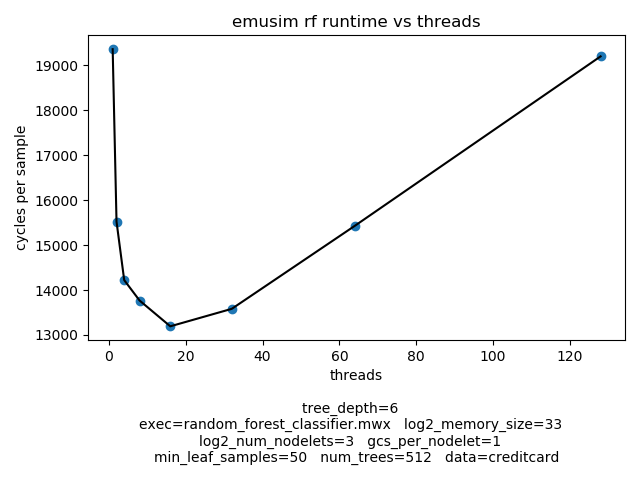 emusim rf runtime vs threads
19000
18000
17000
16000
15000
14000
13000
cycles per sample
0 20 40 60 80 100 120
threads
tree_depth=6
exec=random_forest_classifier.mwx log2_memory_size=33
log2_num_nodelets=3 gcs_per_nodelet=1
min_leaf_samples=50 num_trees=512 data=creditcard